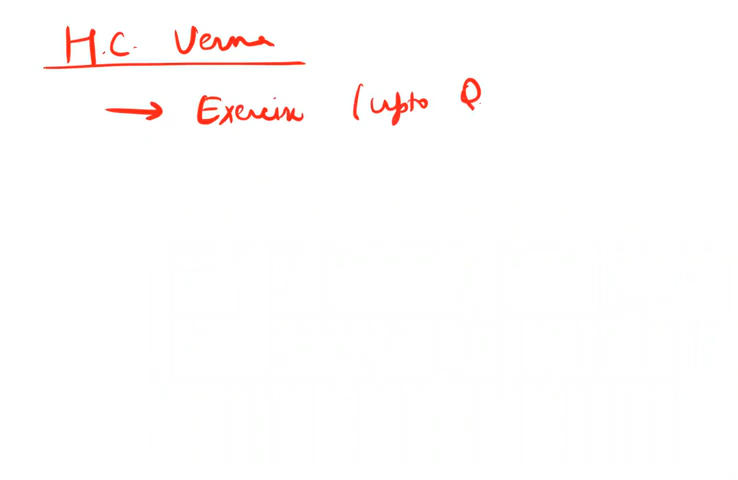 H.C. Verma
→ Exercise (upto Q.